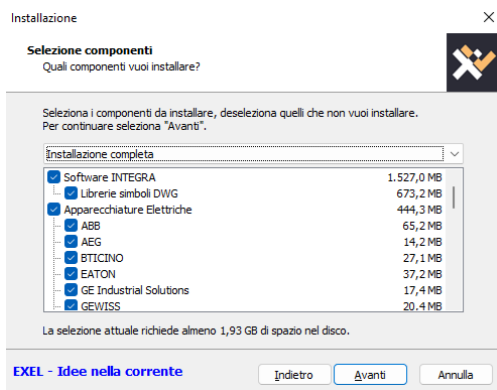 Installazione
Selezione componenti
Quali componenti vuoi installare?
Seleziona i componenti da installare, deseleziona quelli che non vuoi installare.
Per continuare seleziona "Avanti".
Installazione completa
Software INTEGRA 1.527,0 MB
Librerie simboli DWG 673,2 MB
Apparecchiature Elettriche 444,3 MB
ABB 65,2 MB
AEG 14,2 MB
BTICINO 27,1 MB
EATON 37,2 MB
GE Industrial Solutions 17,4 MB
GEWISS 20,4 MB
La selezione attuale richiede almeno 1,93 GB di spazio nel disco.
EXEL - Idee nella corrente
Indietro Avanti Annulla